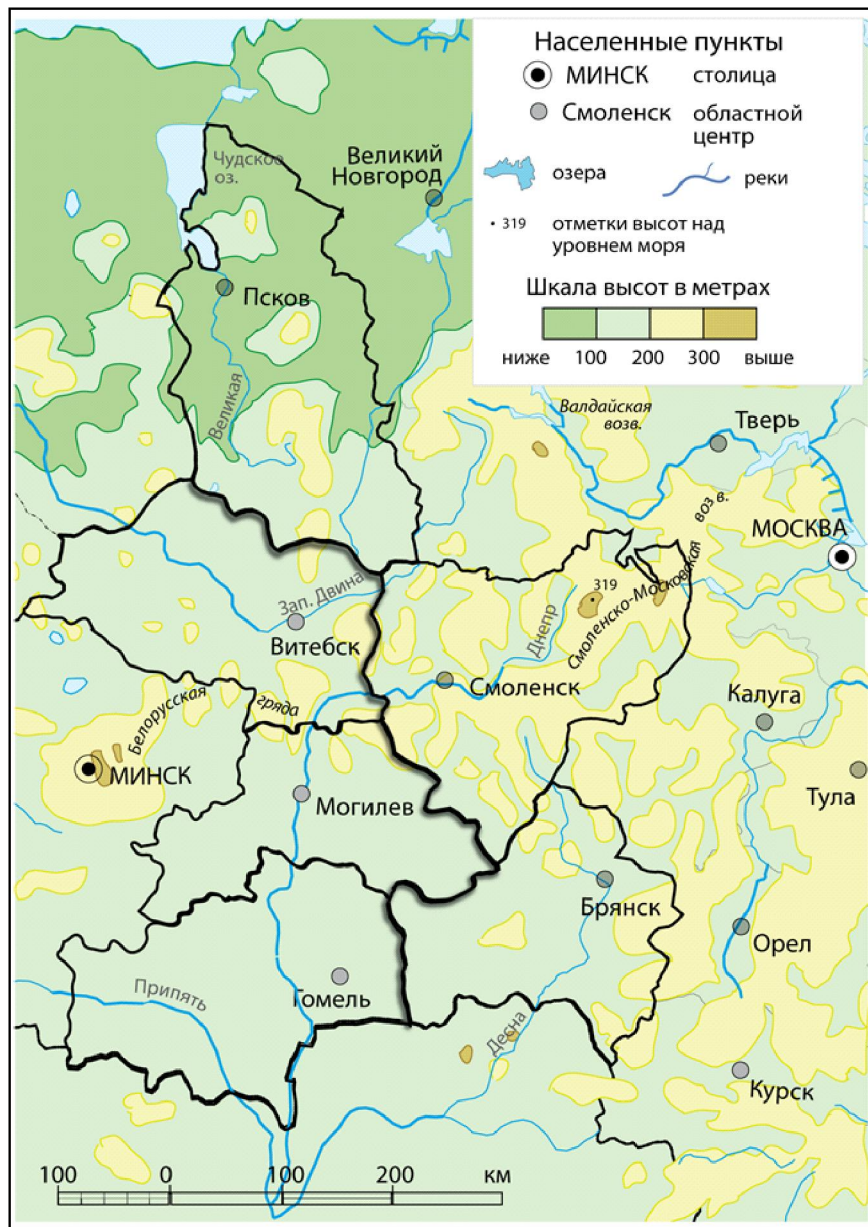 Населенные пункты
МИНСК столица
Смоленск областной
центр
озера реки
· 319 отметки высот над
уровнем моря
Шкала высот в метрах
ниже 100 200 300 выше
Чудское
оз.
Великий
Новгород
Псков
Великая
Валдайская
возв.
Тверь
воз в.
МОСКВА
Зап. Двина
319
Днепр
Смоленско-Московская
Витебск
Смоленск
Калуга
Белорусская
гряда
МИНСК
Могилев
Тула
Брянск
Орел
Припять
Гомель
Десна
Курск
100 0 100 200 км